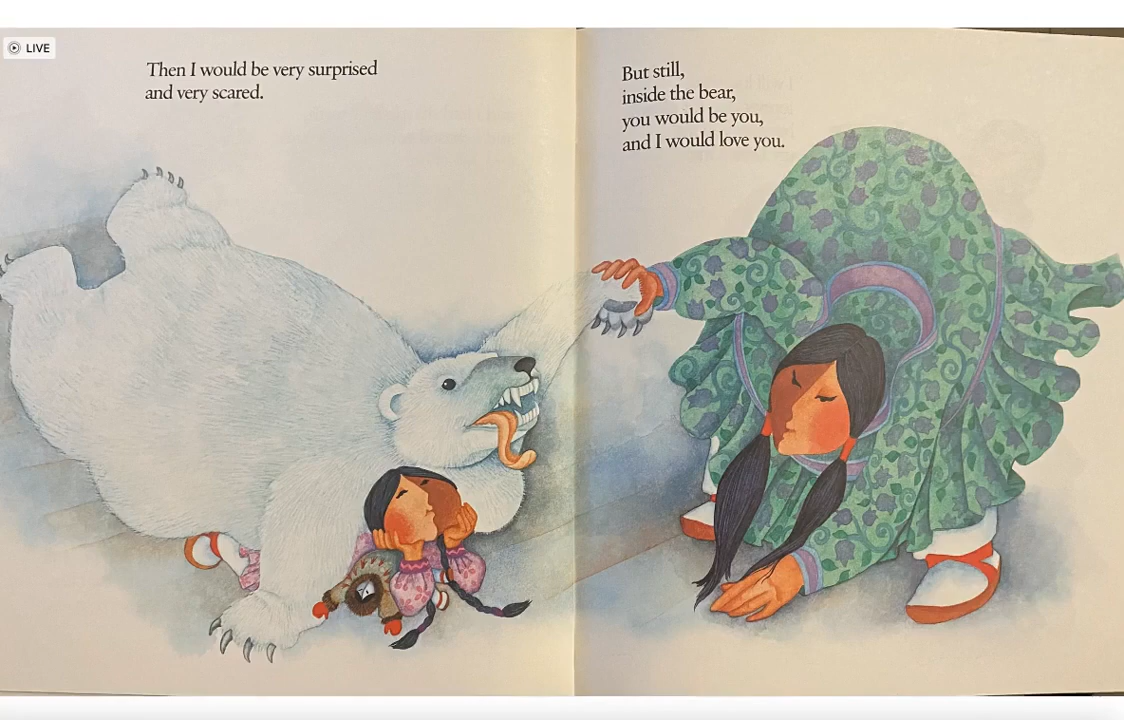 LIVE
Then I would be very surprised
and very scared.
But still,
inside the bear,
you would be you,
and I would love you.